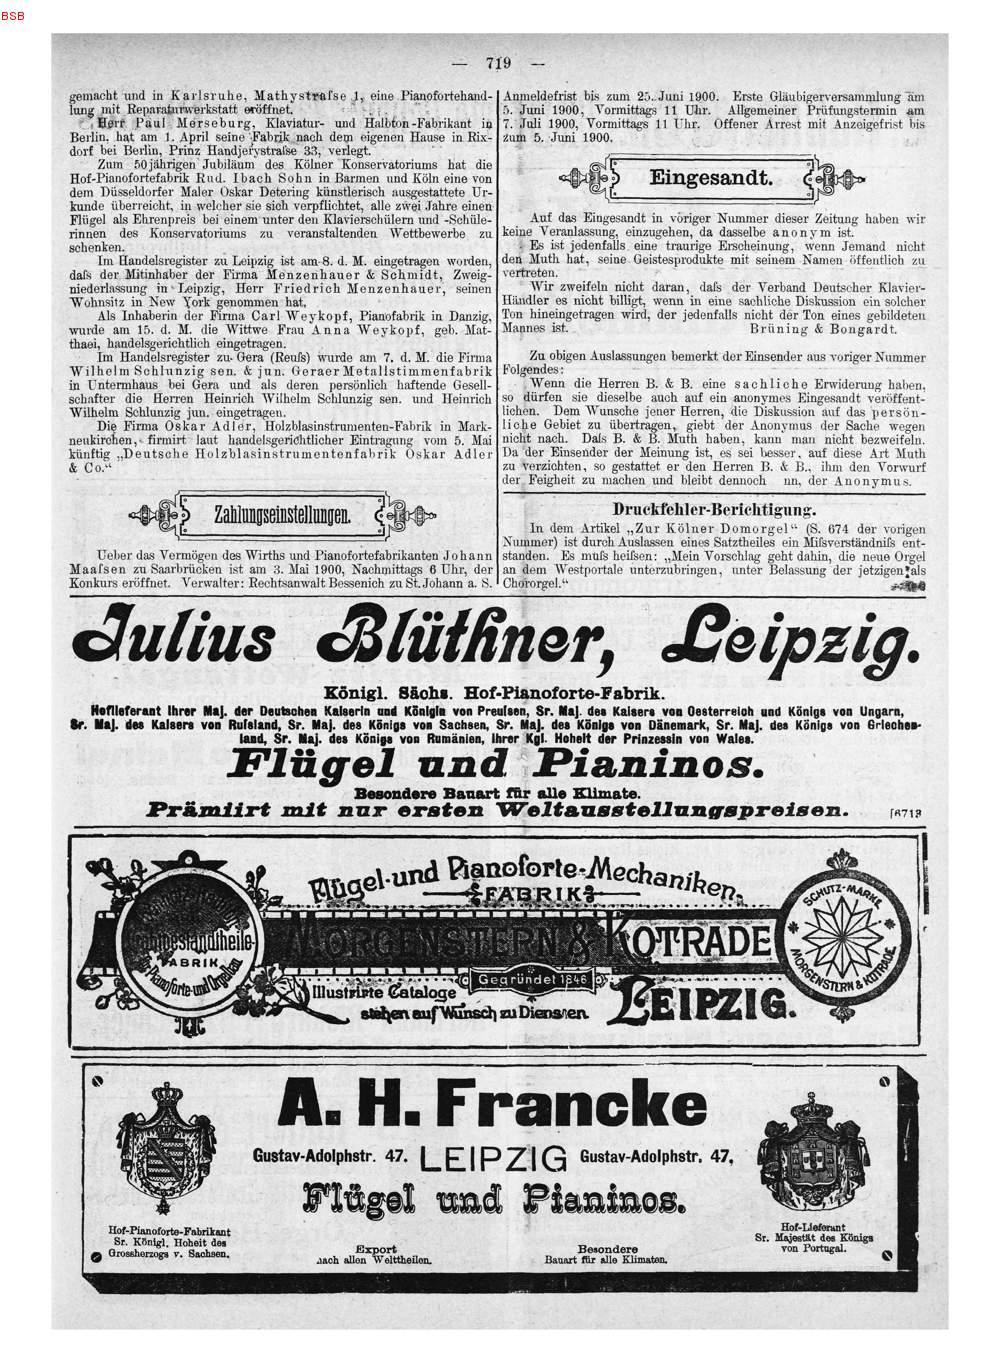 BSB
— 719 —
gemacht und in Karlsruhe, Mathystraſse 1, eine Pianofortehand-
lung mit Reparaturwerkstatt eröffnet.
Herr Paul Merseburg, Klaviatur- und Halbton-Fabrikant in
Berlin, hat am 1. April seine Fabrik nach dem eigenen Hause in Rix-
dorf bei Berlin, Prinz Handjerystraſse 33, verlegt.
Zum 50jährigen Jubiläum des Kölner Konservatoriums hat die
Hof-Pianofortefabrik Rud. Ibach Sohn in Barmen und Köln eine von
dem Düsseldorfer Maler Oskar Detering künstlerisch ausgestattete Ur-
kunde überreicht, in welcher sie sich verpflichtet, alle zwei Jahre einen
Flügel als Ehrenpreis bei einem unter den Klavierschülern und -Schüle-
rinnen des Konservatoriums zu veranstaltenden Wettbewerbe zu
schenken.
Im Handelsregister zu Leipzig ist am 8. d. M. eingetragen worden,
daſs der Mitinhaber der Firma Menzenhauer & Schmidt, Zweig-
niederlassung in Leipzig, Herr Friedrich Menzenhauer, seinen
Wohnsitz in New York genommen hat.
Als Inhaberin der Firma Carl Weykopf, Pianofabrik in Danzig,
wurde am 15. d. M. die Wittwe Frau Anna Weykopf, geb. Mat-
thaei, handelsgerichtlich eingetragen.
Im Handelsregister zu Gera (Reuſs) wurde am 7. d. M. die Firma
Wilhelm Schlunzig sen. & jun. Geraer Metallstimmenfabrik
in Untermhaus bei Gera und als deren persönlich haftende Gesell-
schafter die Herren Heinrich Wilhelm Schlunzig sen. und Heinrich
Wilhelm Schlunzig jun. eingetragen.
Die Firma Oskar Adler, Holzblasinstrumenten-Fabrik in Mark-
neukirchen, firmirt laut handelsgerichtlicher Eintragung vom 5. Mai
künftig „Deutsche Holzblasinstrumentenfabrik Oskar Adler
& Co.“
Zahlungseinstellungen.
Ueber das Vermögen des Wirths und Pianofortefabrikanten Johann
Maaſsen zu Saarbrücken ist am 3. Mai 1900, Nachmittags 6 Uhr, der
Konkurs eröffnet. Verwalter: Rechtsanwalt Bessenich zu St. Johann a. S.
Anmeldefrist bis zum 25. Juni 1900. Erste Gläubigerversammlung am
5. Juni 1900, Vormittags 11 Uhr. Allgemeiner Prüfungstermin am
7. Juli 1900, Vormittags 11 Uhr. Offener Arrest mit Anzeigefrist bis
zum 5. Juni 1900.
Eingesandt.
Auf das Eingesandt in voriger Nummer dieser Zeitung haben wir
keine Veranlassung, einzugehen, da dasselbe anonym ist.
Es ist jedenfalls eine traurige Erscheinung, wenn Jemand nicht
den Muth hat, seine Geistesprodukte mit seinem Namen öffentlich zu
vertreten.
Wir zweifeln nicht daran, daſs der Verband Deutscher Klavier-
Händler es nicht billigt, wenn in eine sachliche Diskussion ein solcher
Ton hineingetragen wird, der jedenfalls nicht der Ton eines gebildeten
Mannes ist. Brüning & Bongardt.
Zu obigen Auslassungen bemerkt der Einsender aus voriger Nummer
Folgendes:
Wenn die Herren B. & B. eine sachliche Erwiderung haben,
so dürfen sie dieselbe auch auf ein anonymes Eingesandt veröffent-
lichen. Dem Wunsche jener Herren, die Diskussion auf das persön-
liche Gebiet zu übertragen, giebt der Anonymus der Sache wegen
nicht nach. Daſs B. & B. Muth haben, kann man nicht bezweifeln.
Da der Einsender der Meinung ist, es sei besser, auf diese Art Muth
zu verzichten, so gestattet er den Herren B. & B., ihm den Vorwurf
der Feigheit zu machen und bleibt dennoch nn, der Anonymus.
Druckfehler-Berichtigung.
In dem Artikel „Zur Kölner Domorgel“ (S. 674 der vorigen
Nummer) ist durch Auslassen eines Satztheiles ein Miſsverständniſs ent-
standen. Es muſs heiſsen: „Mein Vorschlag geht dahin, die neue Orgel
an dem Westportale unterzubringen, unter Belassung der jetzigen als
Chororgel.“
Julius Blüthner, Leipzig.
Königl. Sächs. Hof-Pianoforte-Fabrik.
Hoflieferant Ihrer Maj. der Deutschen Kaiserin und Königin von Preuſsen, Sr. Maj. des Kaisers von Oesterreich und Königs von Ungarn,
Sr. Maj. des Kaisers von Ruſsland, Sr. Maj. des Königs von Sachsen, Sr. Maj. des Königs von Dänemark, Sr. Maj. des Königs von Griechen-
land, Sr. Maj. des Königs von Rumänien, Ihrer Kgl. Hoheit der Prinzessin von Wales.
Flügel und Pianinos.
Besondere Bauart für alle Klimate.
Prämiirt mit nur ersten Weltausstellungspreisen. [6713
Flügel-und Pianoforte-Mechaniken-
FABRIK
MORGENSTERN & KOTRADE
Gegründet 1846
LEIPZIG.
Illustrirte Cataloge
stehen auf Wunsch zu Diensten.
FABRIK
für Pianoforte-und Orgelbau
SCHUTZ-MARKE
MORGENSTERN & KOTRADE
A. H. Francke
Gustav-Adolphstr. 47. LEIPZIG Gustav-Adolphstr. 47,
Flügel und Pianinos.
Hof-Pianoforte-Fabrikant
Sr. Königl. Hoheit des
Grossherzogs v. Sachsen.
Export
nach allen Welttheilen.
Besondere
Bauart für alle Klimaten.
Hof-Lieferant
Sr. Majestät des Königs
von Portugal.